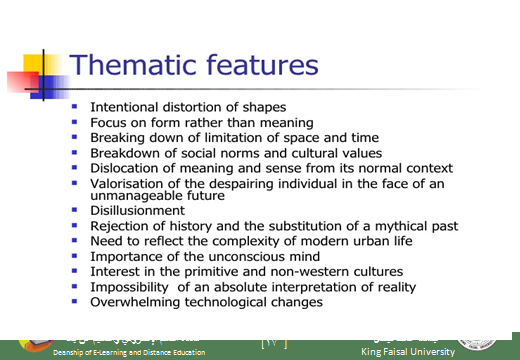 Thematic features
Intentional distortion of shapes
Focus on form rather than meaning
Breaking down of limitation of space and time
Breakdown of social norms and cultural values
Dislocation of meaning and sense from its normal context
Valorisation of the despairing individual in the face of an
unmanageable future
Disillusionment
Rejection of history and the substitution of a mythical past
Need to reflect the complexity of modern urban life
Importance of the unconscious mind
Interest in the primitive and non-western cultures
Impossibility of an absolute interpretation of reality
Overwhelming technological changes
[١٧]
Deanship of E-Learning and Distance Education
King Faisal University